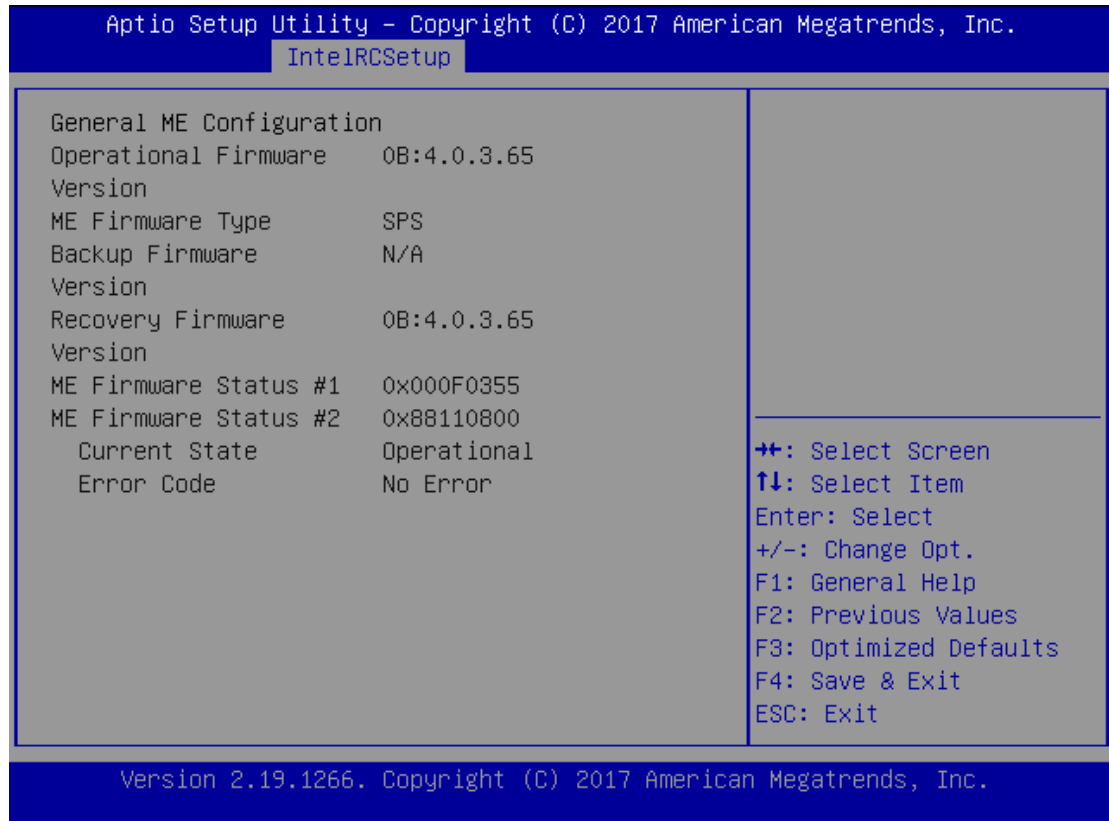 Aptio Setup Utility – Copyright (C) 2017 American Megatrends, Inc.
IntelRCSetup
General ME Configuration
Operational Firmware 0B:4.0.3.65
Version
ME Firmware Type SPS
Backup Firmware N/A
Version
Recovery Firmware 0B:4.0.3.65
Version
ME Firmware Status #1 0x000F0355
ME Firmware Status #2 0x88110800
Current State Operational
Error Code No Error
→←: Select Screen
↑↓: Select Item
Enter: Select
+/-: Change Opt.
F1: General Help
F2: Previous Values
F3: Optimized Defaults
F4: Save & Exit
ESC: Exit
Version 2.19.1266. Copyright (C) 2017 American Megatrends, Inc.